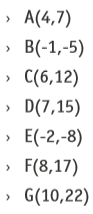 › A(4,7)
› B(-1,-5)
› C(6,12)
› D(7,15)
› E(-2,-8)
› F(8,17)
› G(10,22)